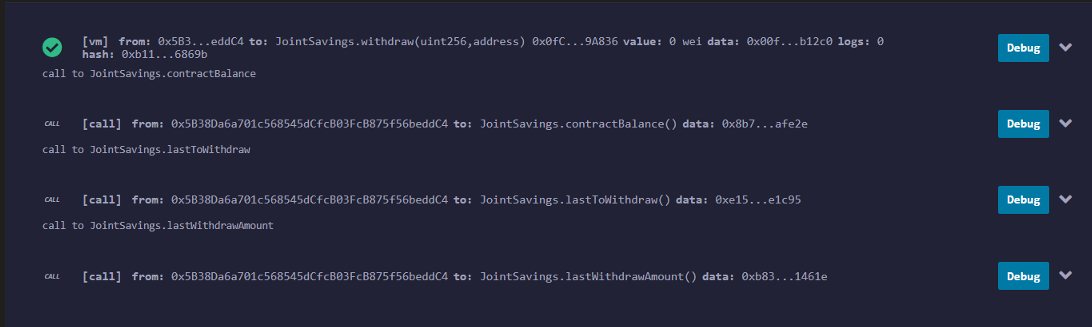 [vm] from: 0x5B3...eddC4 to: JointSavings.withdraw(uint256,address) 0x0fC...9A836 value: 0 wei data: 0x00f...b12c0 logs: 0
hash: 0xb11...6869b
Debug
call to JointSavings.contractBalance
CALL [call] from: 0x5B38Da6a701c568545dCfcB03FcB875f56beddC4 to: JointSavings.contractBalance() data: 0x8b7...afe2e Debug
call to JointSavings.lastToWithdraw
CALL [call] from: 0x5B38Da6a701c568545dCfcB03FcB875f56beddC4 to: JointSavings.lastToWithdraw() data: 0xe15...e1c95 Debug
call to JointSavings.lastWithdrawAmount
CALL [call] from: 0x5B38Da6a701c568545dCfcB03FcB875f56beddC4 to: JointSavings.lastWithdrawAmount() data: 0xb83...1461e Debug